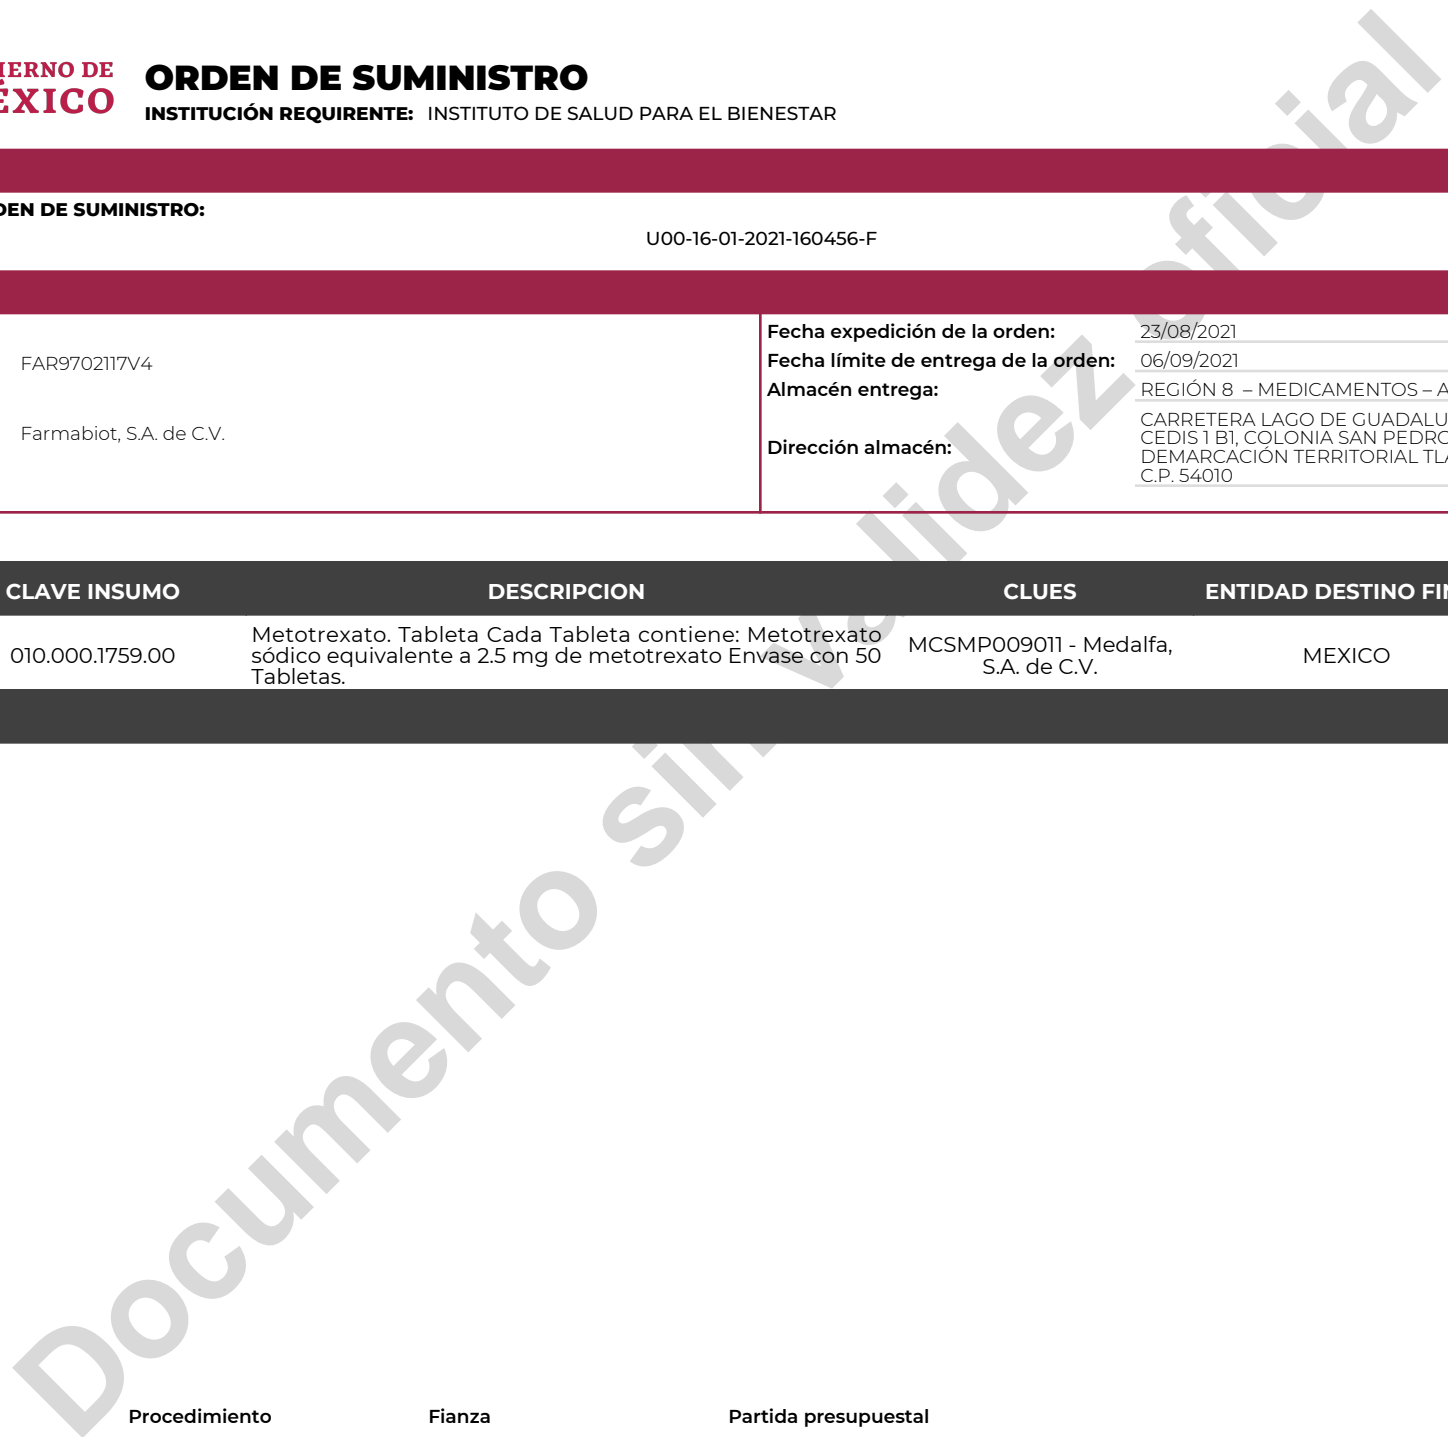 IERNO DE
ÉXICO
ORDEN DE SUMINISTRO
INSTITUCIÓN REQUIRENTE: INSTITUTO DE SALUD PARA EL BIENESTAR
DEN DE SUMINISTRO:
U00-16-01-2021-160456-F
FAR9702117V4
Farmabiot, S.A. de C.V.
Fecha expedición de la orden: 23/08/2021
Fecha límite de entrega de la orden: 06/09/2021
Almacén entrega: REGIÓN 8 – MEDICAMENTOS – A
Dirección almacén: CARRETERA LAGO DE GUADALU
CEDIS 1 B1, COLONIA SAN PEDRO
DEMARCACIÓN TERRITORIAL TLA
C.P. 54010
CLAVE INSUMO DESCRIPCION CLUES ENTIDAD DESTINO FIN
010.000.1759.00
Metotrexato. Tableta Cada Tableta contiene: Metotrexato
sódico equivalente a 2.5 mg de metotrexato Envase con 50
Tabletas.
MCSMP009011 - Medalfa,
S.A. de C.V.
MEXICO
Documento sin validez oficial
Procedimiento Fianza Partida presupuestal